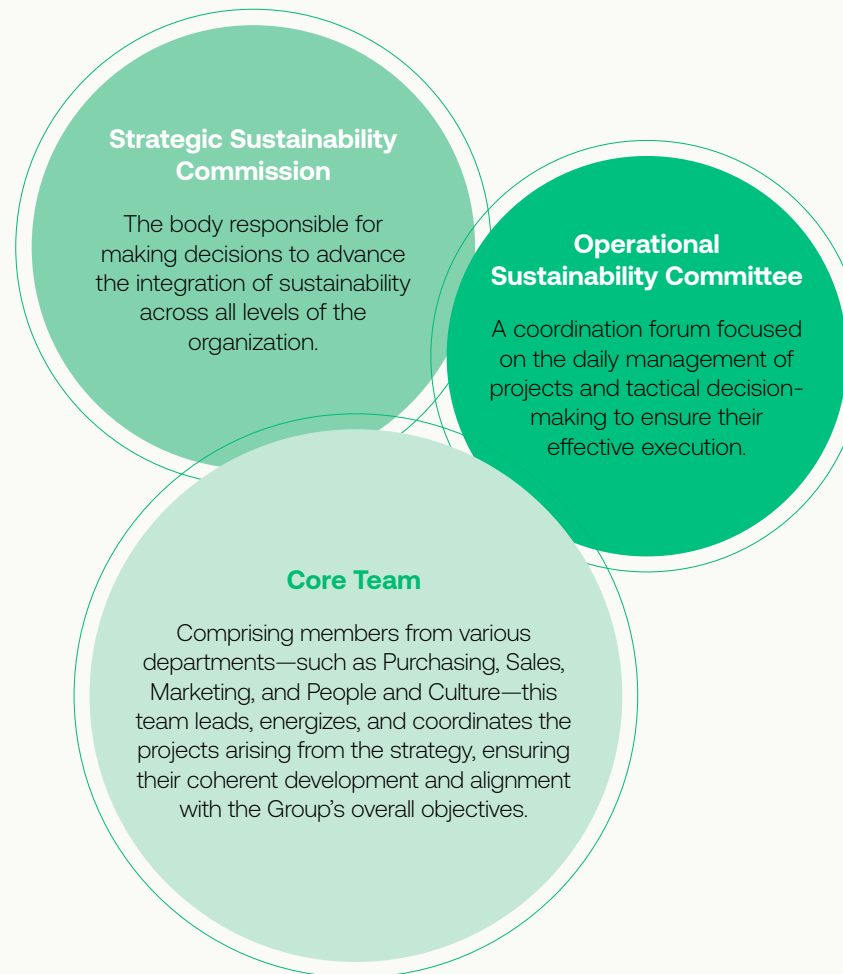 Strategic Sustainability
Commission
The body responsible for
making decisions to advance
the integration of sustainability
across all levels of the
organization.
Operational
Sustainability Committee
A coordination forum focused
on the daily management of
projects and tactical decision-
making to ensure their
effective execution.
Core Team
Comprising members from various
departments—such as Purchasing, Sales,
Marketing, and People and Culture—this
team leads, energizes, and coordinates the
projects arising from the strategy, ensuring
their coherent development and alignment
with the Group’s overall objectives.